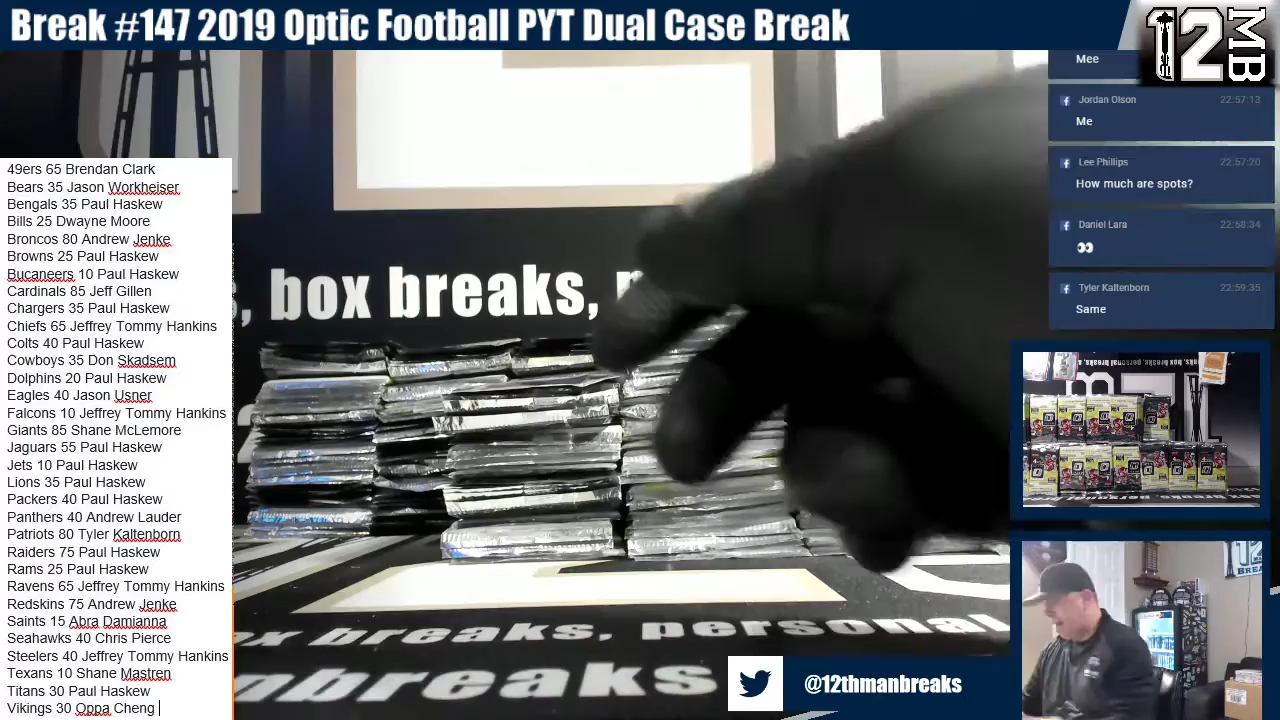 Break #147 2019 Optic Football PYT Dual Case Break
12
MB
49ers 65 Brendan Clark
Bears 35 Jason Workheiser
Bengals 35 Paul Haskew
Bills 25 Dwayne Moore
Broncos 80 Andrew Jenke
Browns 25 Paul Haskew
Bucaneers 10 Paul Haskew
Cardinals 85 Jeff Gillen
Chargers 35 Paul Haskew
Chiefs 65 Jeffrey Tommy Hankins
Colts 40 Paul Haskew
Cowboys 35 Don Skadsem
Dolphins 20 Paul Haskew
Eagles 40 Jason Usner
Falcons 10 Jeffrey Tommy Hankins
Giants 85 Shane McLemore
Jaguars 55 Paul Haskew
Jets 10 Paul Haskew
Lions 35 Paul Haskew
Packers 40 Paul Haskew
Panthers 40 Andrew Lauder
Patriots 80 Tyler Kaltenborn
Raiders 75 Paul Haskew
Rams 25 Paul Haskew
Ravens 65 Jeffrey Tommy Hankins
Redskins 75 Andrew Jenke
Saints 15 Abra Damianna
Seahawks 40 Chris Pierce
Steelers 40 Jeffrey Tommy Hankins
Texans 10 Shane Mastren
Titans 30 Paul Haskew
Vikings 30 Oppa Cheng
, box breaks,
box breaks, personal
breaks
Mee
Jordan Olson 22:57:13
Me
Lee Phillips 22:57:20
How much are spots?
Daniel Lara 22:58:34
👀
Tyler Kaltenborn 22:59:35
Same
@12thmanbreaks